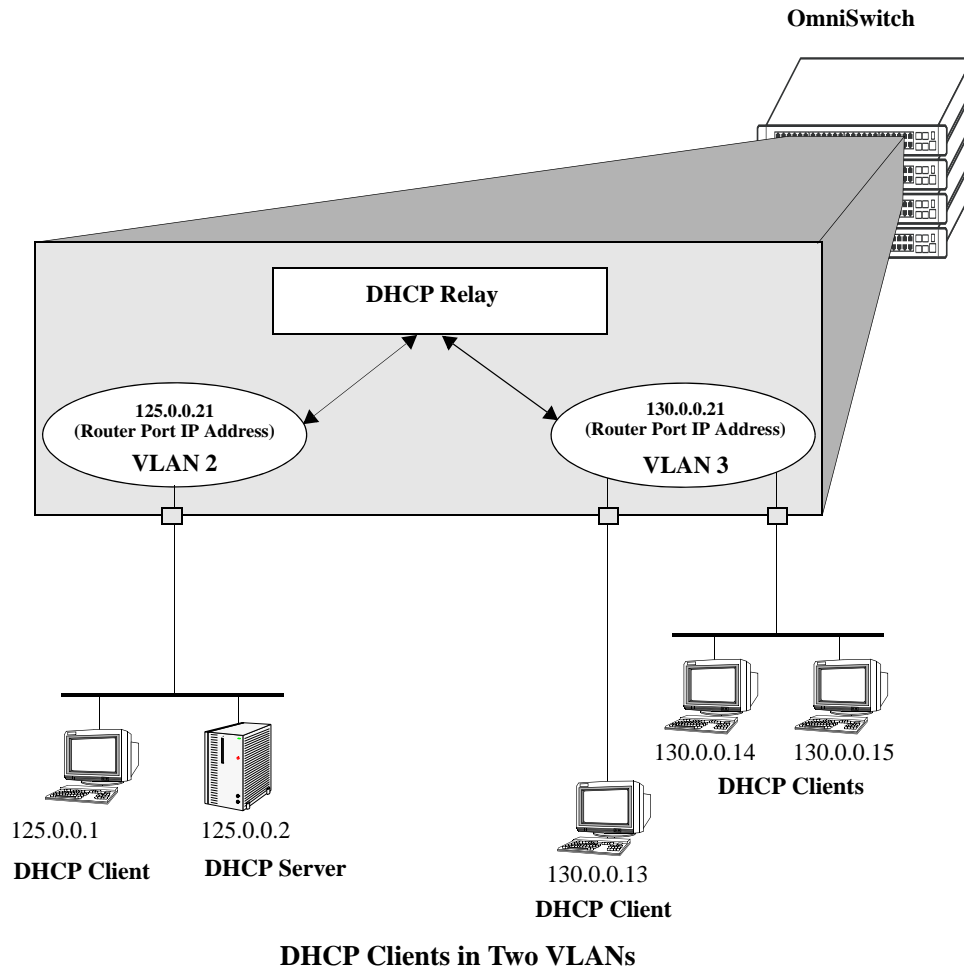 OmniSwitch
DHCP Relay
125.0.0.21
(Router Port IP Address)
VLAN 2
130.0.0.21
(Router Port IP Address)
VLAN 3
130.0.0.14
130.0.0.15
DHCP Clients
125.0.0.1
125.0.0.2
DHCP Client
DHCP Server
130.0.0.13
DHCP Client
DHCP Clients in Two VLANs